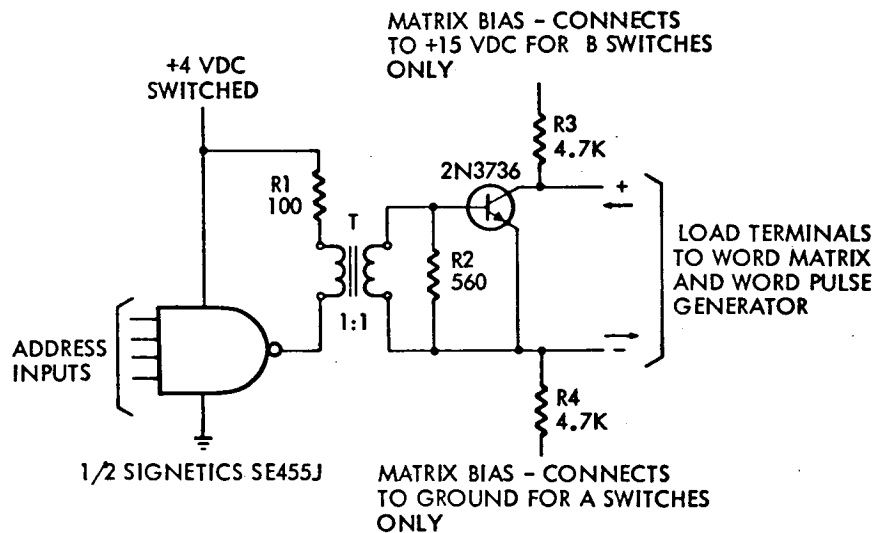 MATRIX BIAS - CONNECTS
TO +15 VDC FOR B SWITCHES
ONLY
+4 VDC
SWITCHED
R3
4.7K
2N3736
R1
100
T
+
R2
560
LOAD TERMINALS
TO WORD MATRIX
AND WORD PULSE
GENERATOR
1:1
-
ADDRESS
INPUTS
R4
4.7K
1/2 SIGNETICS SE455J
MATRIX BIAS - CONNECTS
TO GROUND FOR A SWITCHES
ONLY